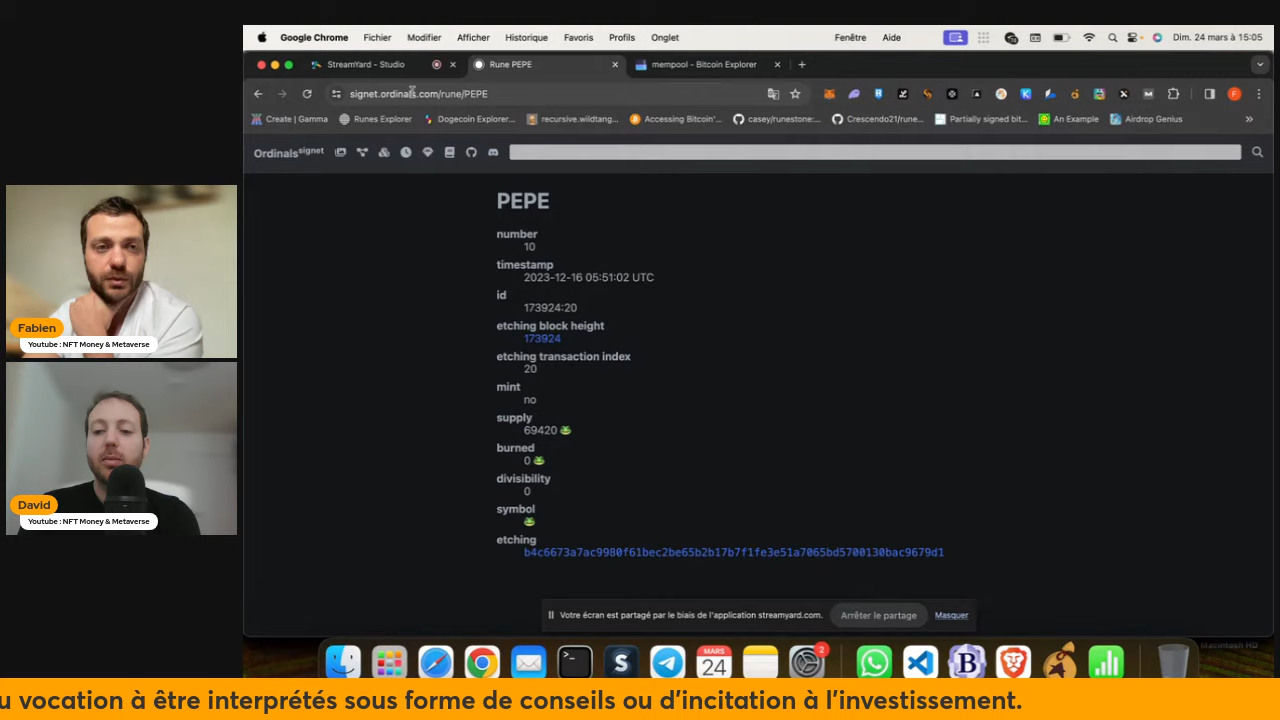 Google Chrome Fichier Modifier Afficher Historique Favoris Profils Onglet Fenêtre Aide Dim. 24 mars à 15:05
StreamYard - Studio Rune PEPE mempool - Bitcoin Explorer
signet.ordinals.com/rune/PEPE
Create | Gamma Runes Explorer Dogecoin Explorer... recursive.wildtang... Accessing Bitcoin'... casey/runestone:... Crescendo21/rune... Partially signed bit... An Example Airdrop Genius
Ordinals signet
PEPE
number
10
timestamp
2023-12-16 05:51:02 UTC
id
173924:20
etching block height
173924
etching transaction index
20
mint
no
supply
69420 🐸
burned
0 🐸
divisibility
0
symbol
🐸
etching
b4c6673a7ac9980f61bec2be65b2b17b7f1fe3e51a7065bd5700130bac9679d1
Fabien
Youtube : NFT Money & Metaverse
David
Youtube : NFT Money & Metaverse
Votre écran est partagé par le biais de l'application streamyard.com. Arrêter le partage Masquer
Macintosh HD
MARS
24
2
u vocation à être interprétés sous forme de conseils ou d'incitation à l'investissement.